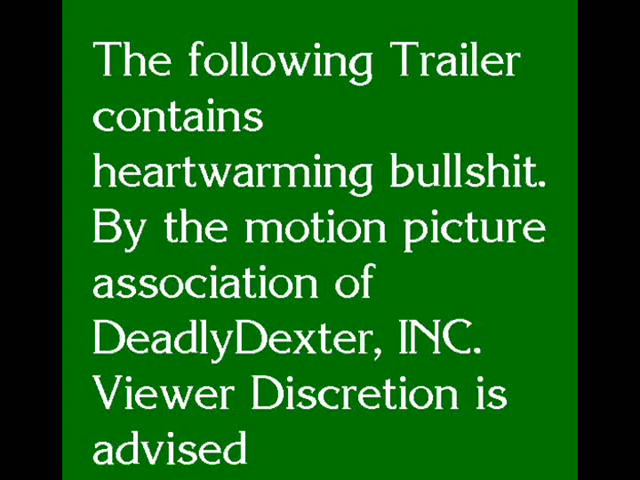 The following Trailer
contains
heartwarming bullshit.
By the motion picture
association of
DeadlyDexter, INC.
Viewer Discretion is
advised